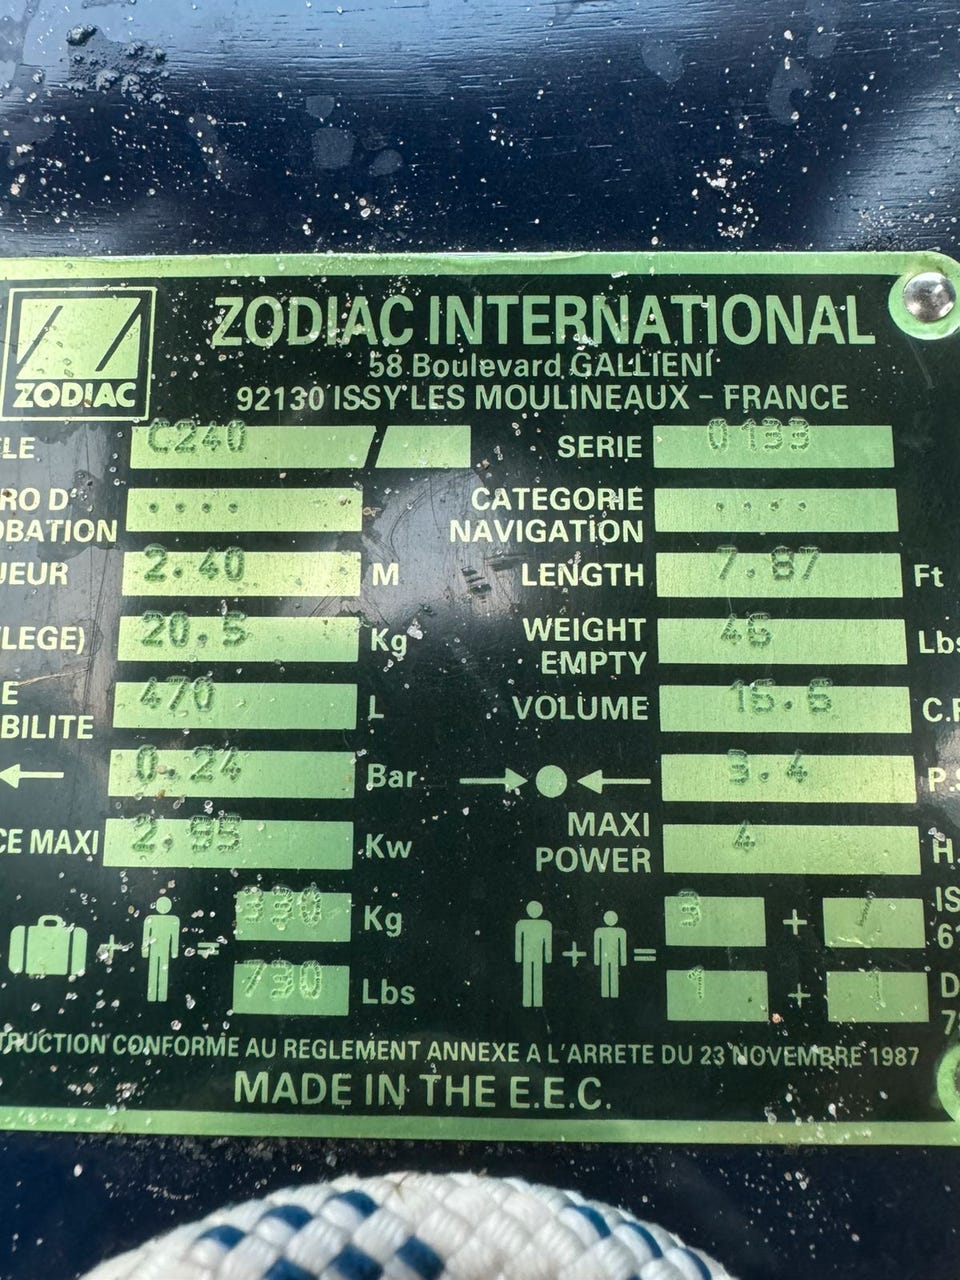 ZODIAC
ZODIAC INTERNATIONAL
58 Boulevard GALLIENI
92130 ISSY LES MOULINEAUX – FRANCE
LE C240 SERIE 0133
RO D' CATEGORIE
OBATION .... NAVIGATION ....
UEUR 2.40 M LENGTH 7.87 Ft
LEGE) 20.5 Kg WEIGHT EMPTY Lbs
E
BILITE 470 L VOLUME 15.6 C.F
0.24 Bar 3.4 P.S
CE MAXI 2.95 Kw MAXI POWER 4 H.
+ = 330 Kg + = 3 + / IS
730 Lbs 1 + 1 D
TRUCTION CONFORME AU REGLEMENT ANNEXE A L'ARRETE DU 23 NOVEMBRE 1987
MADE IN THE E.E.C.